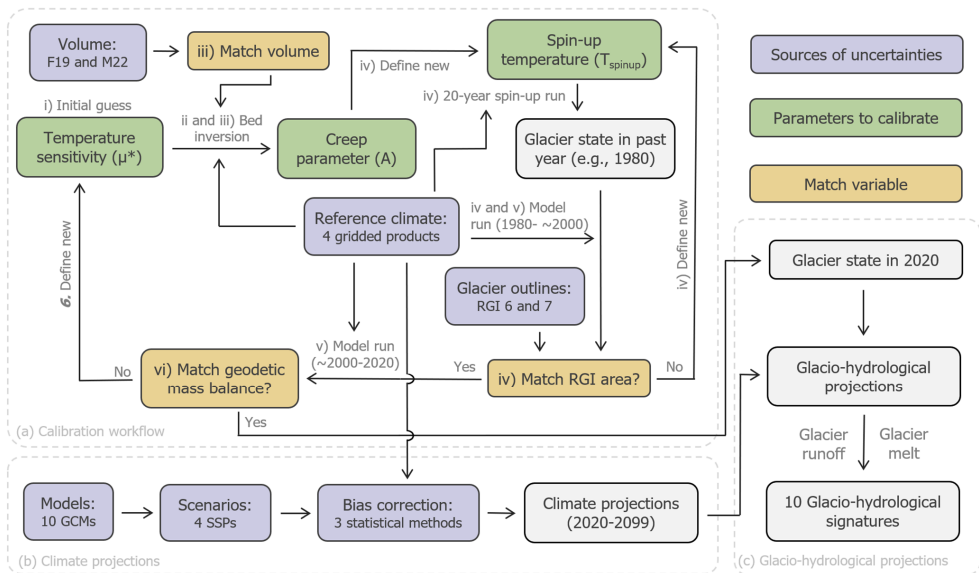 Volume:
F19 and M22
iii) Match volume
iv) Define new
Spin-up
temperature (Tspinup)
i) Initial guess
ii and iii) Bed
inversion
iv) 20-year spin-up run
Temperature
sensitivity (μ*)
Creep
parameter (A)
Glacier state in past
year (e.g., 1980)
Reference climate:
4 gridded products
iv and v) Model
run (1980- ~2000)
6. Define new
iv) Define new
Glacier outlines:
RGI 6 and 7
v) Model run
(~2000-2020)
No
vi) Match geodetic
mass balance?
Yes
iv) Match RGI area?
No
Yes
(a) Calibration workflow
Sources of uncertainties
Parameters to calibrate
Match variable
Models:
10 GCMs
Scenarios:
4 SSPs
Bias correction:
3 statistical methods
Climate projections
(2020-2099)
(b) Climate projections
Glacier state in 2020
Glacio-hydrological
projections
Glacier
runoff
Glacier
melt
10 Glacio-hydrological
signatures
(c) Glacio-hydrological projections